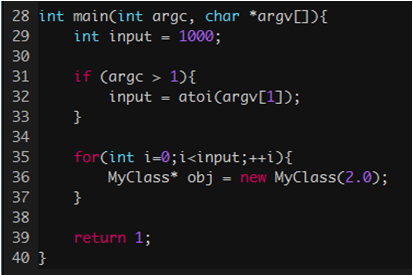 28 int main(int argc, char *argv[]){
29     int input = 1000;
30
31     if (argc > 1){
32         input = atoi(argv[1]);
33     }
34
35     for(int i=0;i<input;++i){
36         MyClass* obj = new MyClass(2.0);
37     }
38
39     return 1;
40 }